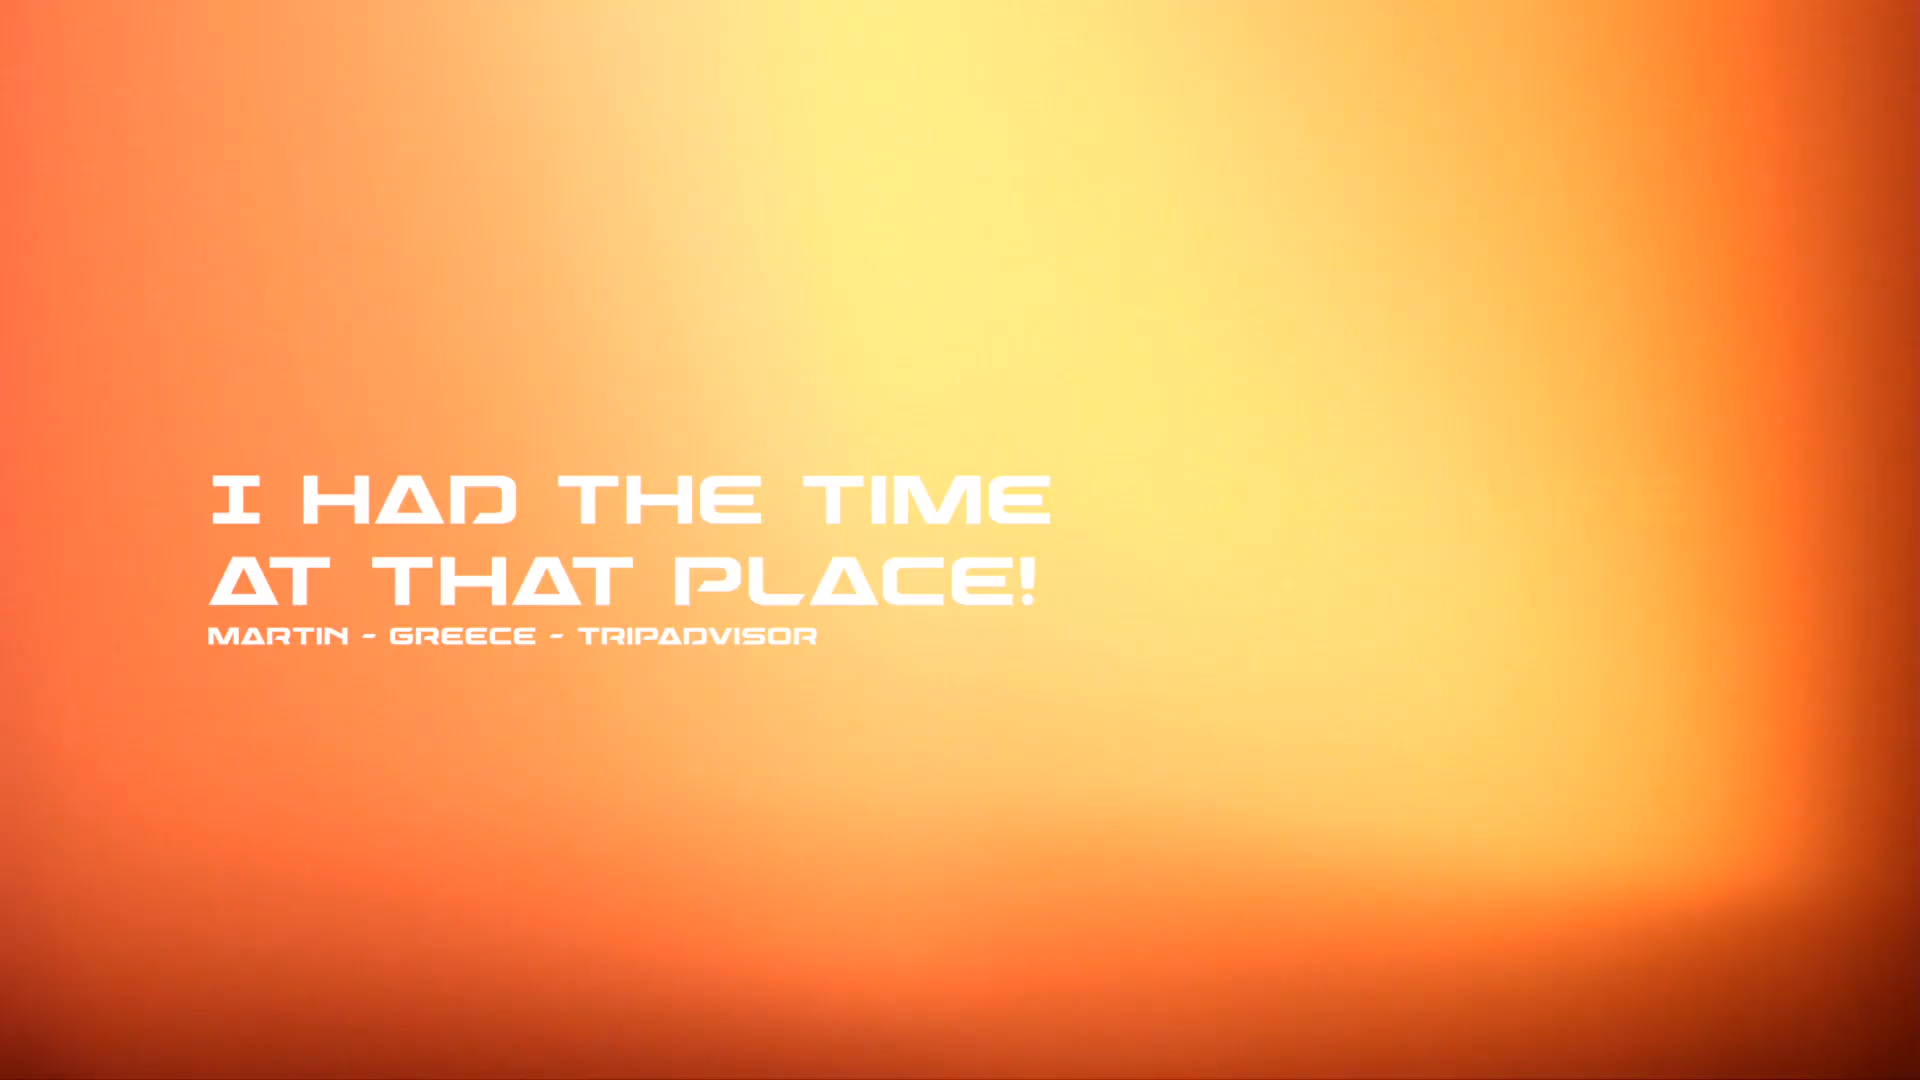 I HAD THE TIME
AT THAT PLACE!
MARTIN - GREECE - TRIPADVISOR